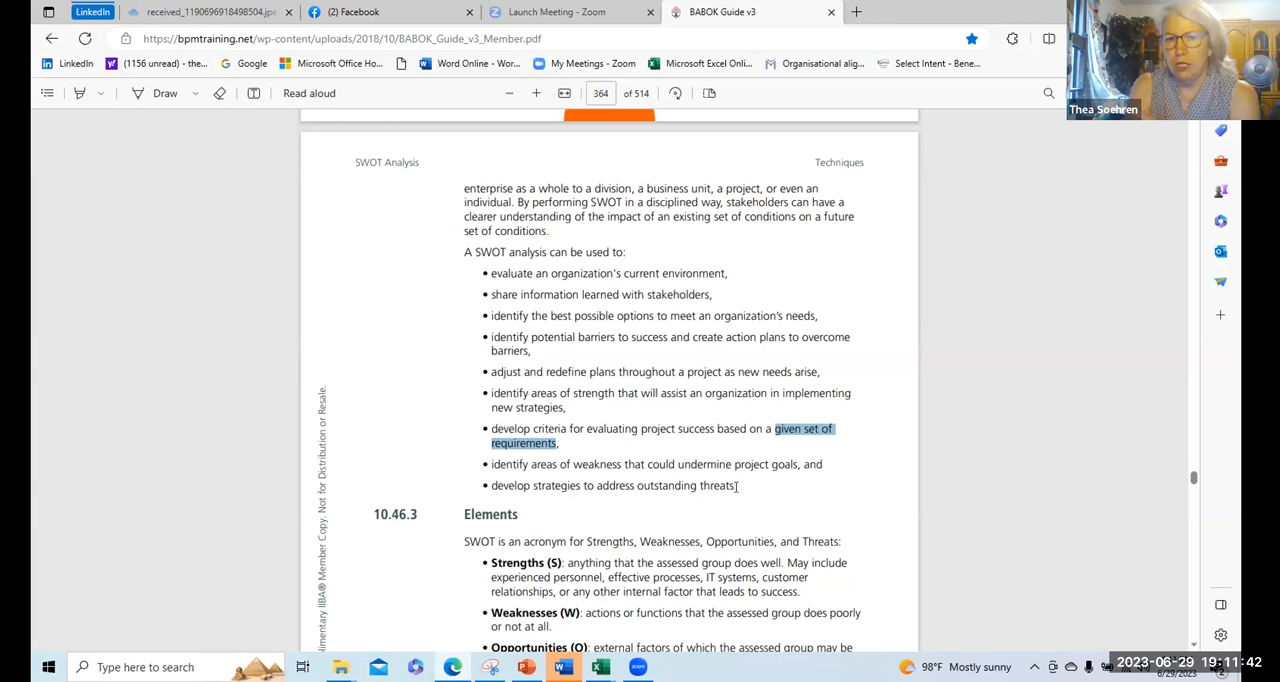 LinkedIn
received_1190696918498504.jpe
(2) Facebook
Launch Meeting - Zoom
BABOK Guide v3
https://bpmtraining.net/wp-content/uploads/2018/10/BABOK_Guide_v3_Member.pdf
LinkedIn
(1156 unread) - the...
Google
Microsoft Office Ho...
Word Online - Wor...
My Meetings - Zoom
Microsoft Excel Onl...
Organisational alig...
Select Intent - Bene...
Draw
Read aloud
364 of 514
Thea Soehren
SWOT Analysis
Techniques
enterprise as a whole to a division, a business unit, a project, or even an
individual. By performing SWOT in a disciplined way, stakeholders can have a
clearer understanding of the impact of an existing set of conditions on a future
set of conditions.
A SWOT analysis can be used to:
• evaluate an organization's current environment,
• share information learned with stakeholders,
• identify the best possible options to meet an organization's needs,
• identify potential barriers to success and create action plans to overcome
barriers,
• adjust and redefine plans throughout a project as new needs arise,
• identify areas of strength that will assist an organization in implementing
new strategies,
• develop criteria for evaluating project success based on a given set of
requirements,
• identify areas of weakness that could undermine project goals, and
• develop strategies to address outstanding threats
10.46.3 Elements
SWOT is an acronym for Strengths, Weaknesses, Opportunities, and Threats:
• Strengths (S): anything that the assessed group does well. May include
experienced personnel, effective processes, IT systems, customer
relationships, or any other internal factor that leads to success.
• Weaknesses (W): actions or functions that the assessed group does poorly
or not at all.
• Opportunities (O): external factors of which the assessed group may be
IIBA® Member Copy. Not for Distribution or Resale.
Type here to search
98°F Mostly sunny
2023-06-29 19:11:42
6/29/2023